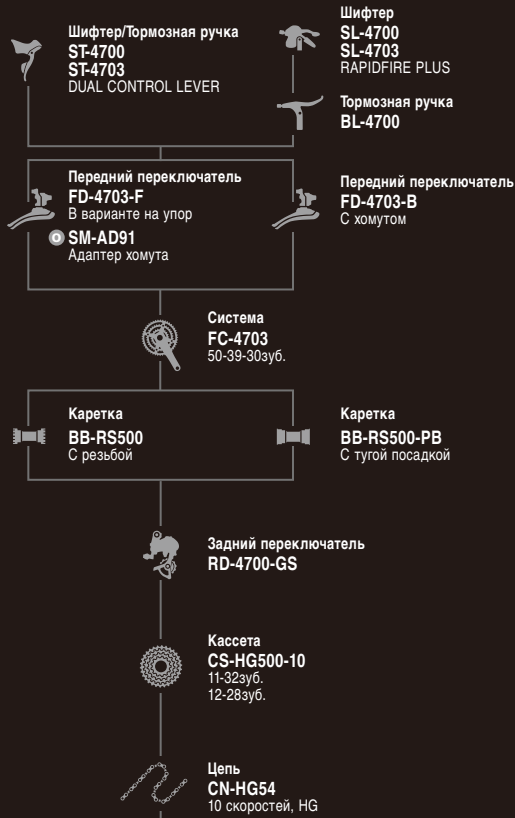 Шифтер/Тормозная ручка
ST-4700
ST-4703
DUAL CONTROL LEVER
Шифтер
SL-4700
SL-4703
RAPIDFIRE PLUS
Тормозная ручка
BL-4700
Передний переключатель
FD-4703-F
В варианте на упор
O SM-AD91
Адаптер хомута
Передний переключатель
FD-4703-B
С хомутом
Система
FC-4703
50-39-30зуб.
Каретка
BB-RS500
С резьбой
Каретка
BB-RS500-PB
С тугой посадкой
Задний переключатель
RD-4700-GS
Кассета
CS-HG500-10
11-32зуб.
12-28зуб.
Цепь
CN-HG54
10 скоростей, HG